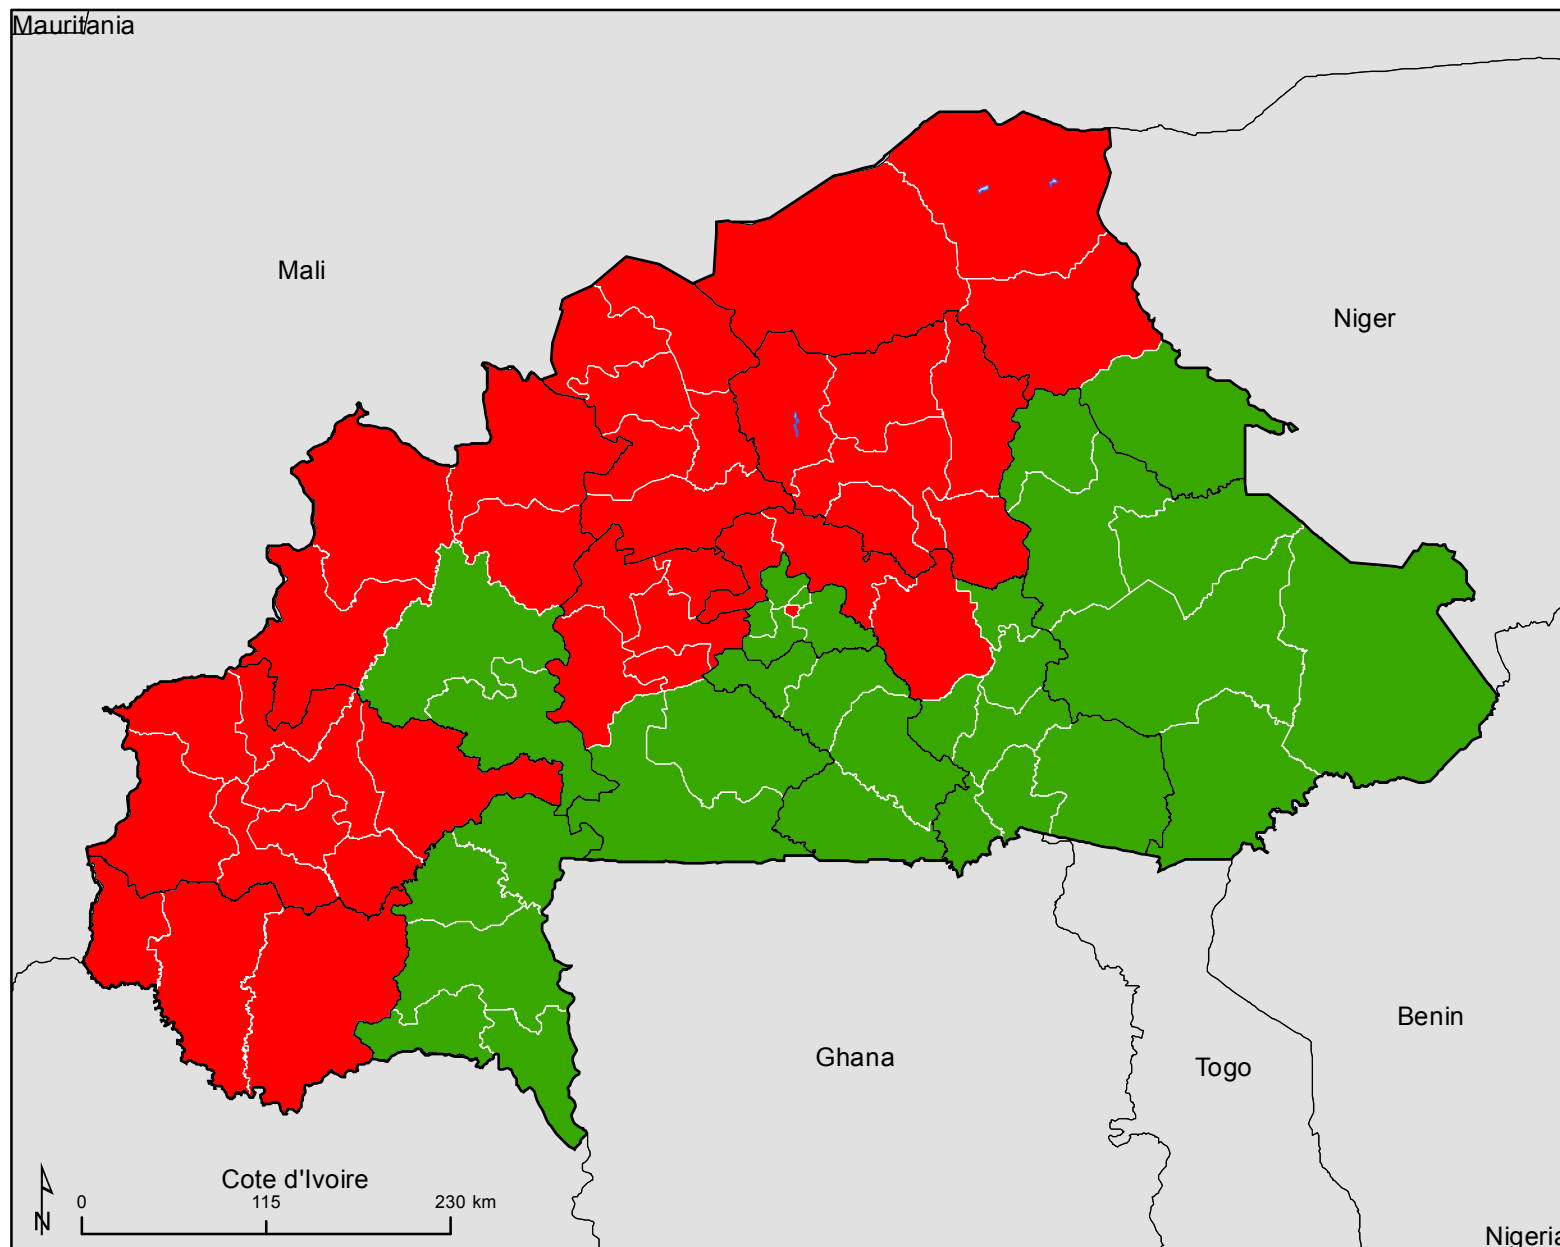 Mauritania
Mali
Niger
Benin
Ghana
Togo
Cote d'Ivoire
0 115 230 km
N
Nigeria